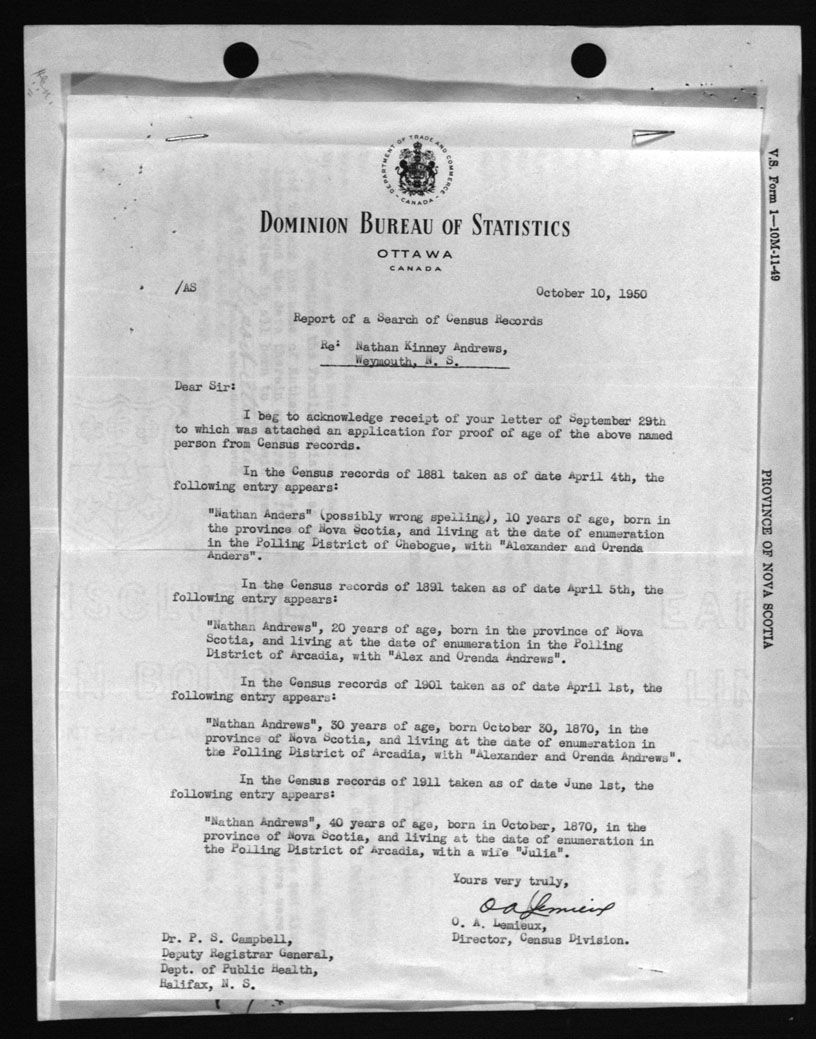 DEPARTMENT OF TRADE AND COMMERCE
- CANADA -
DOMINION BUREAU OF STATISTICS
OTTAWA
CANADA
/AS
October 10, 1950
Report of a Search of Census Records
Re: Nathan Kinney Andrews,
Weymouth, N. S.
Dear Sir:
I beg to acknowledge receipt of your letter of September 29th
to which was attached an application for proof of age of the above named
person from Census records.
In the Census records of 1881 taken as of date April 4th, the
following entry appears:
"Nathan Anders" (possibly wrong spelling), 10 years of age, born in
the province of Nova Scotia, and living at the date of enumeration
in the Polling District of Chebogue, with "Alexander and Orenda
Anders".
In the Census records of 1891 taken as of date April 5th, the
following entry appears:
"Nathan Andrews", 20 years of age, born in the province of Nova
Scotia, and living at the date of enumeration in the Polling
District of Arcadia, with "Alex and Orenda Andrews".
In the Census records of 1901 taken as of date April 1st, the
following entry appears:
"Nathan Andrews", 30 years of age, born October 30, 1870, in the
province of Nova Scotia, and living at the date of enumeration in
the Polling District of Arcadia, with "Alexander and Orenda Andrews".
In the Census records of 1911 taken as of date June 1st, the
following entry appears:
"Nathan Andrews", 40 years of age, born in October, 1870, in the
province of Nova Scotia, and living at the date of enumeration in
the Polling District of Arcadia, with a wife "Julia".
Yours very truly,
O A Lemieux
O. A. Lemieux,
Director, Census Division.
Dr. P. S. Campbell,
Deputy Registrar General,
Dept. of Public Health,
Halifax, N. S.
V.S. Form 1—10M-11-49
PROVINCE OF NOVA SCOTIA